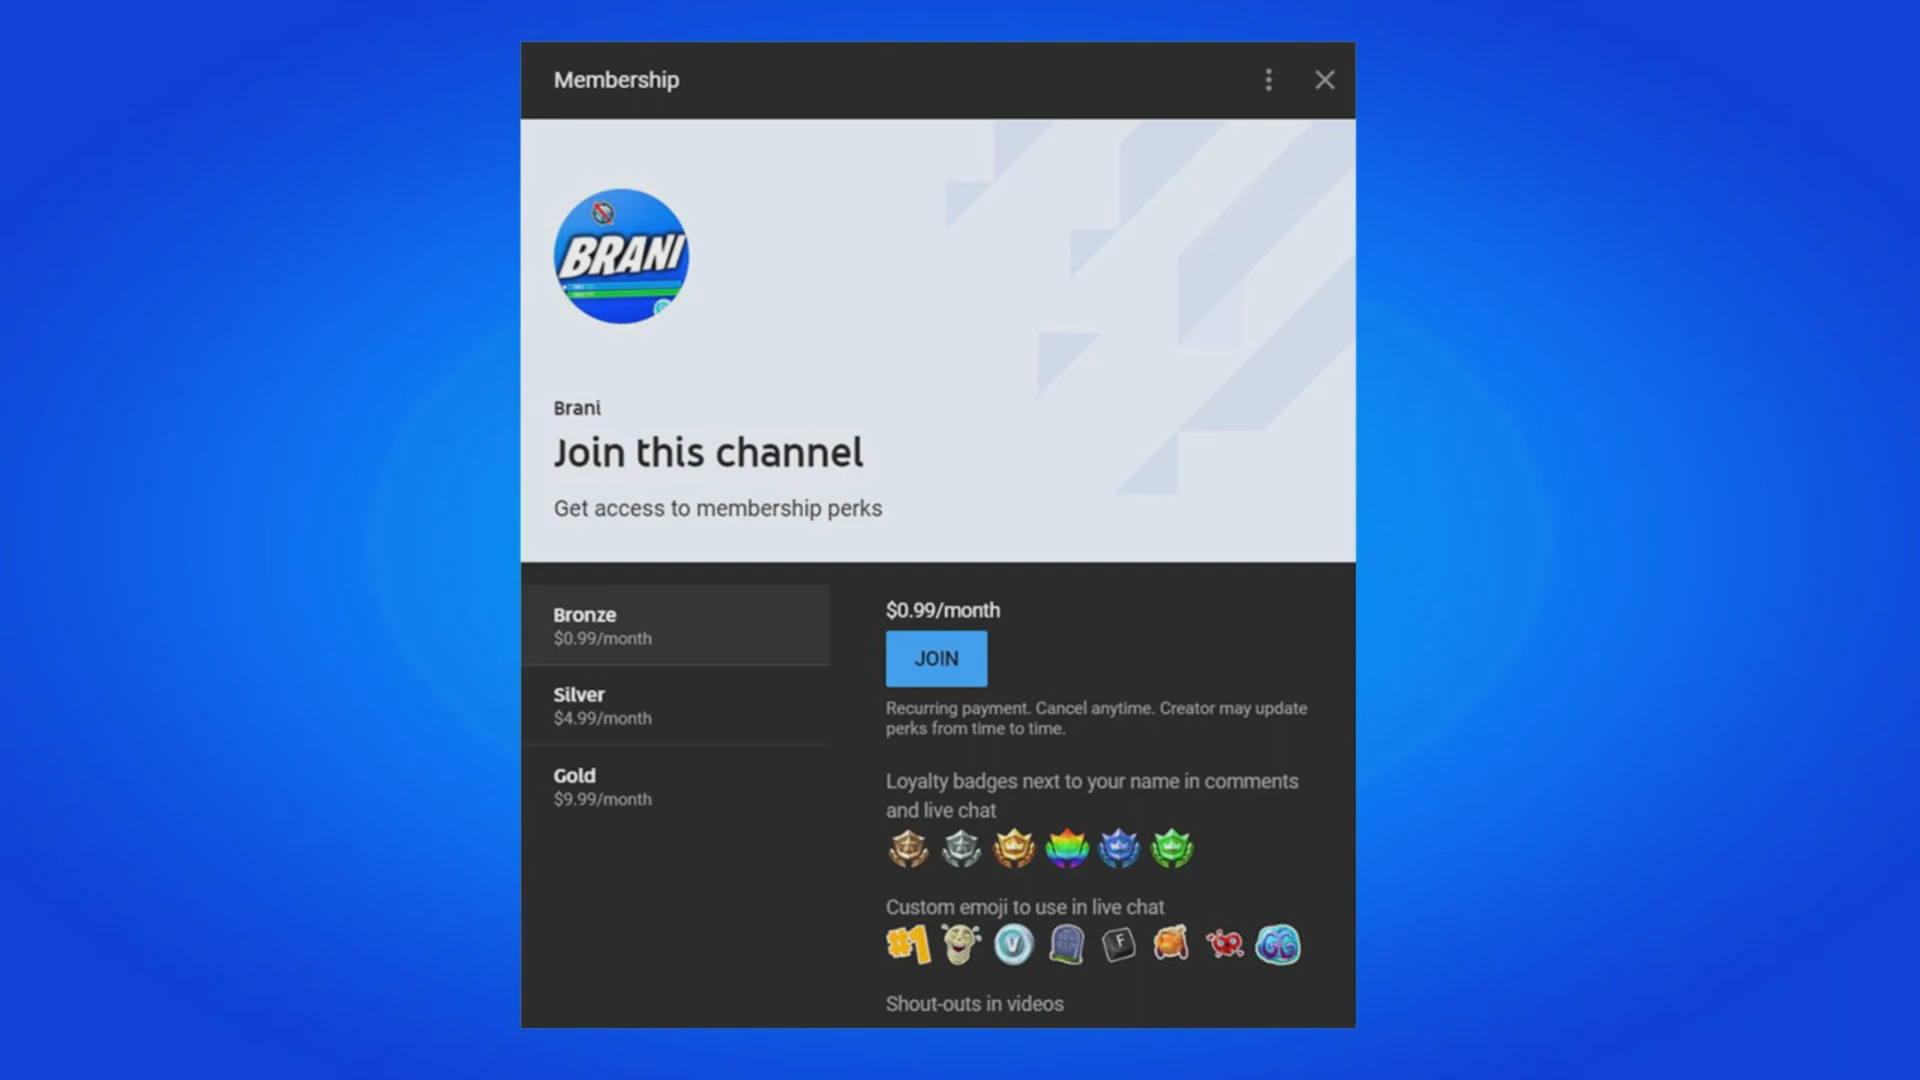 Membership
BRANI
Brani
Join this channel
Get access to membership perks
Bronze
$0.99/month
Silver
$4.99/month
Gold
$9.99/month
$0.99/month
JOIN
Recurring payment. Cancel anytime. Creator may update
perks from time to time.
Loyalty badges next to your name in comments
and live chat
Custom emoji to use in live chat
#1
V
RIP
F
GG
Shout-outs in videos